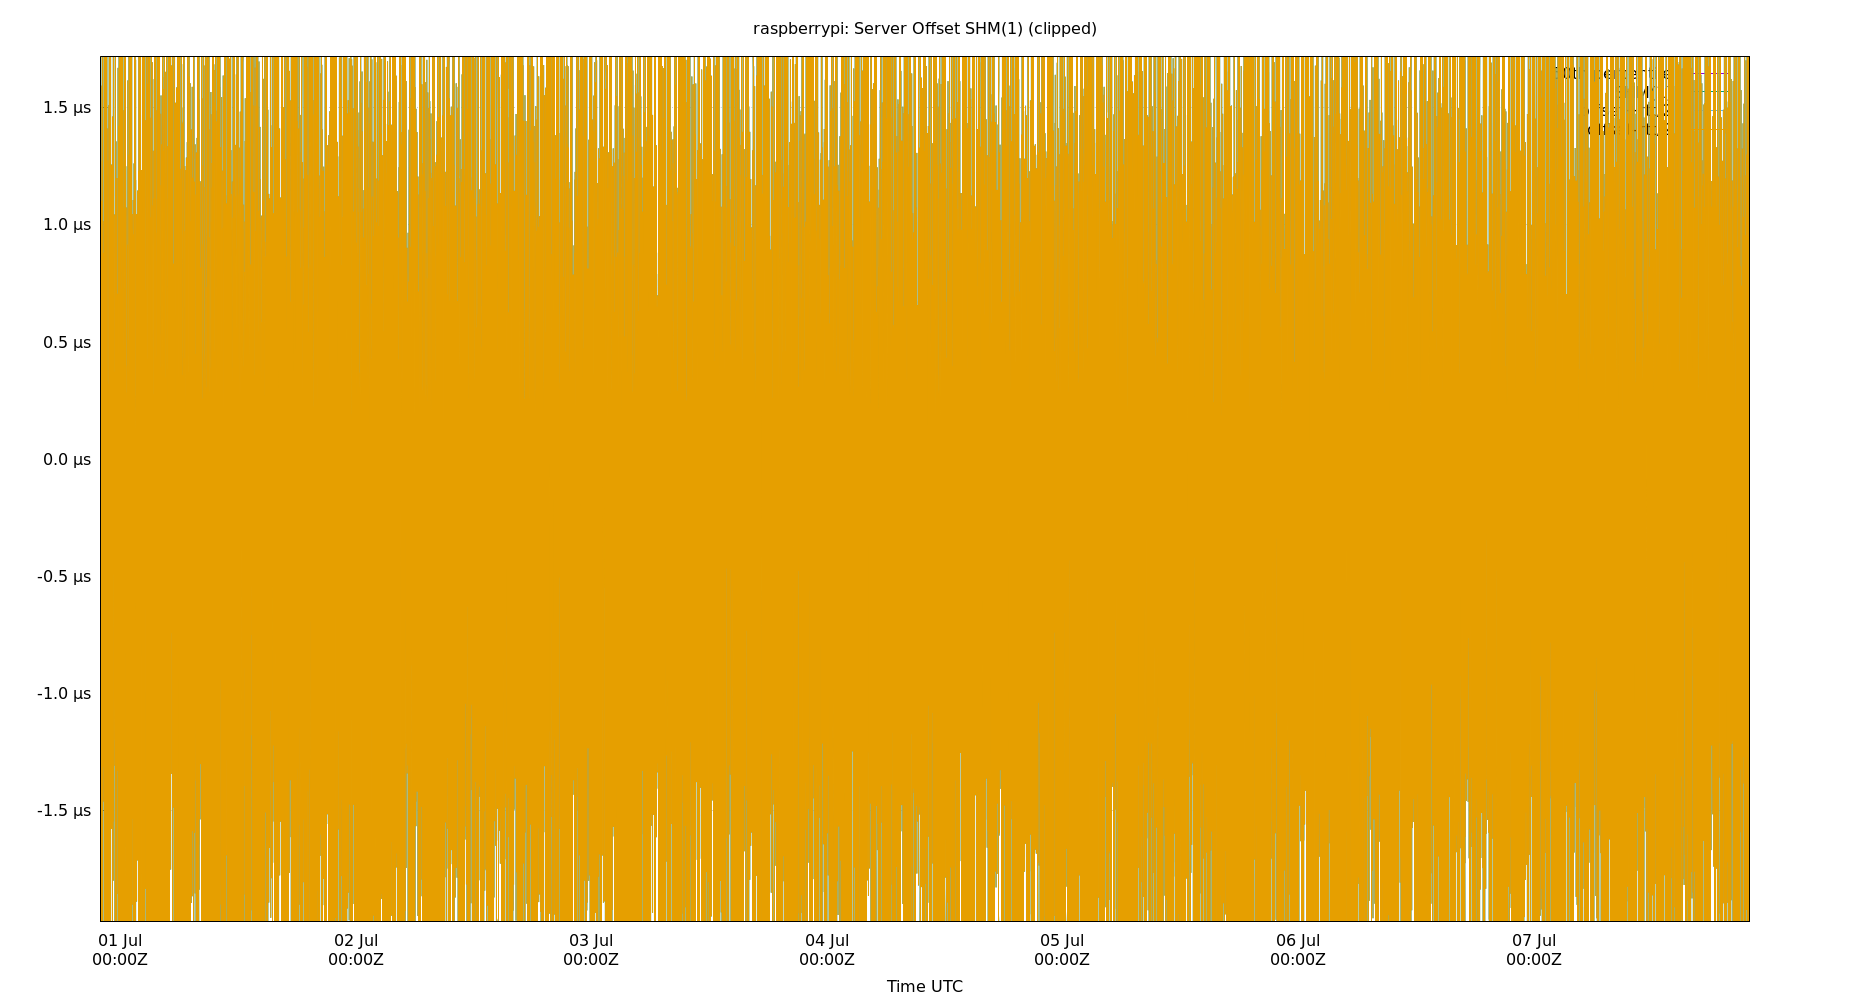 raspberrypi: Server Offset SHM(1) (clipped)
1.5 µs
1.0 µs
0.5 µs
0.0 µs
-0.5 µs
-1.0 µs
-1.5 µs
01 Jul 02 Jul 03 Jul 04 Jul 05 Jul 06 Jul 07 Jul
00:00Z 00:00Z 00:00Z 00:00Z 00:00Z 00:00Z 00:00Z
Time UTC